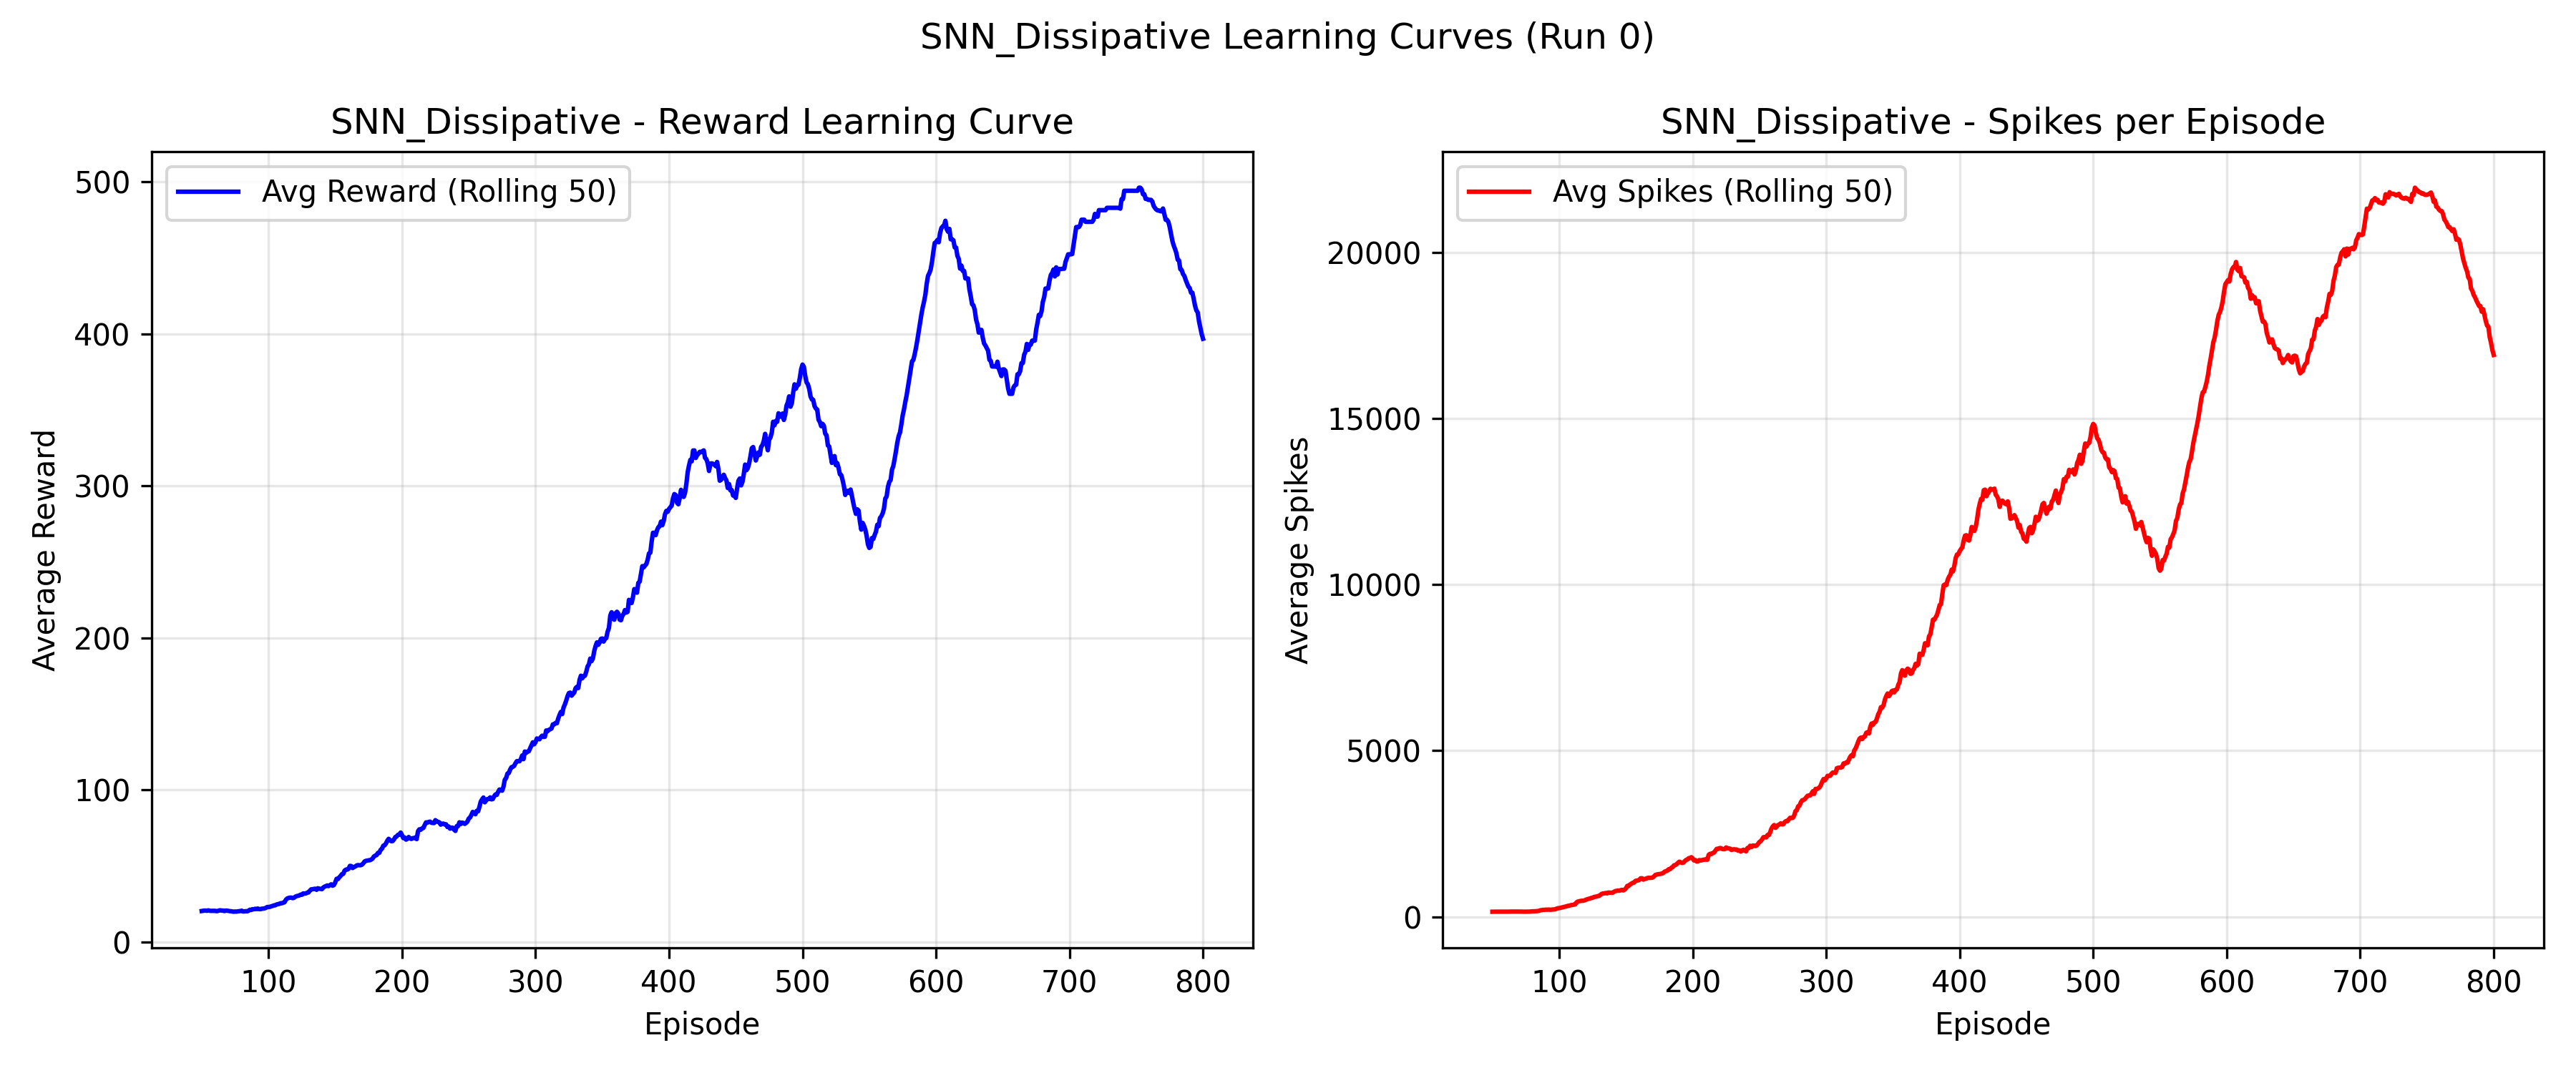 SNN_Dissipative Learning Curves (Run 0)
SNN_Dissipative - Reward Learning Curve
Avg Reward (Rolling 50)
Average Reward
500
400
300
200
100
0
100 200 300 400 500 600 700 800
Episode
SNN_Dissipative - Spikes per Episode
Avg Spikes (Rolling 50)
Average Spikes
20000
15000
10000
5000
0
100 200 300 400 500 600 700 800
Episode